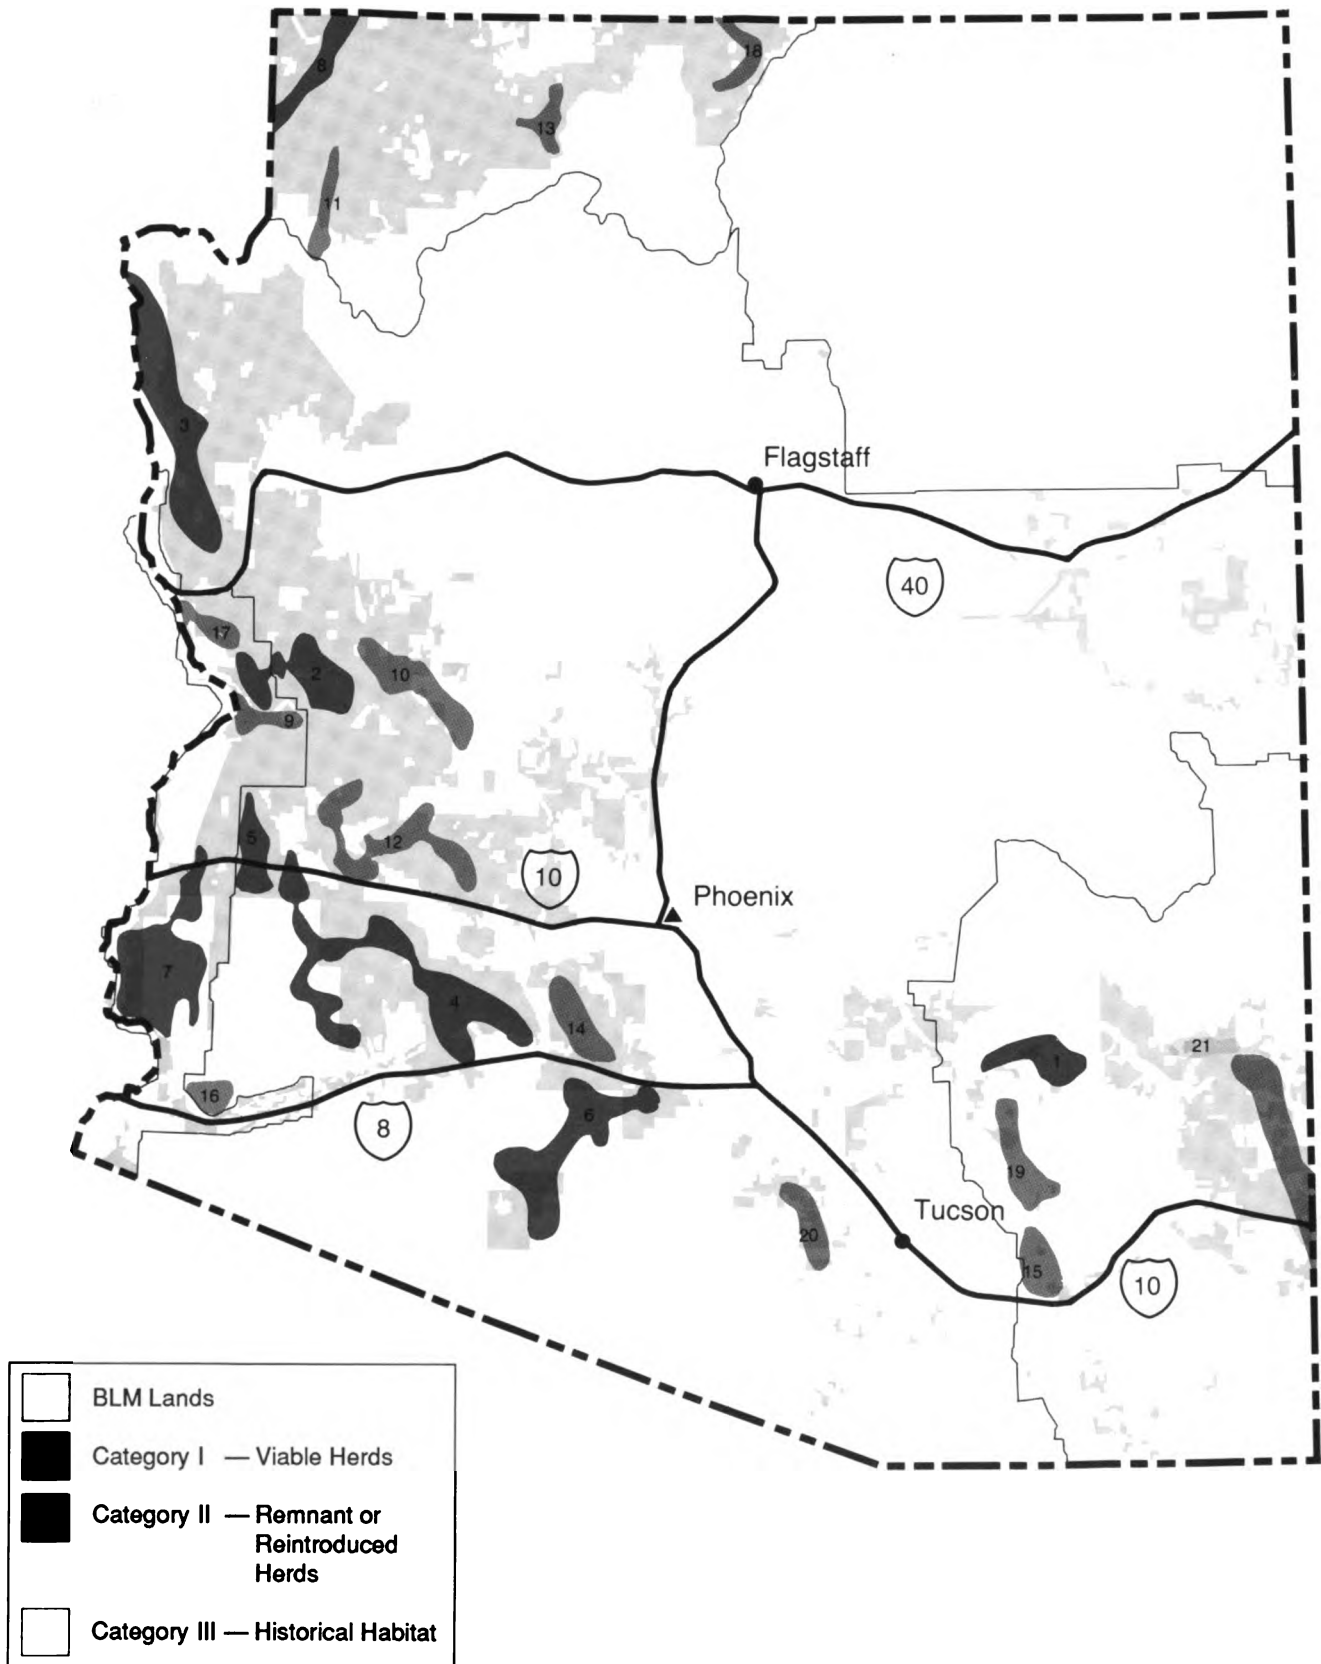 18
8
13
11
3
Flagstaff
40
17
2
10
9
5
12
10
Phoenix
7
4
14
1
21
16
6
8
19
Tucson
20
15
10
BLM Lands
Category I — Viable Herds
Category II — Remnant or
Reintroduced
Herds
Category III — Historical Habitat